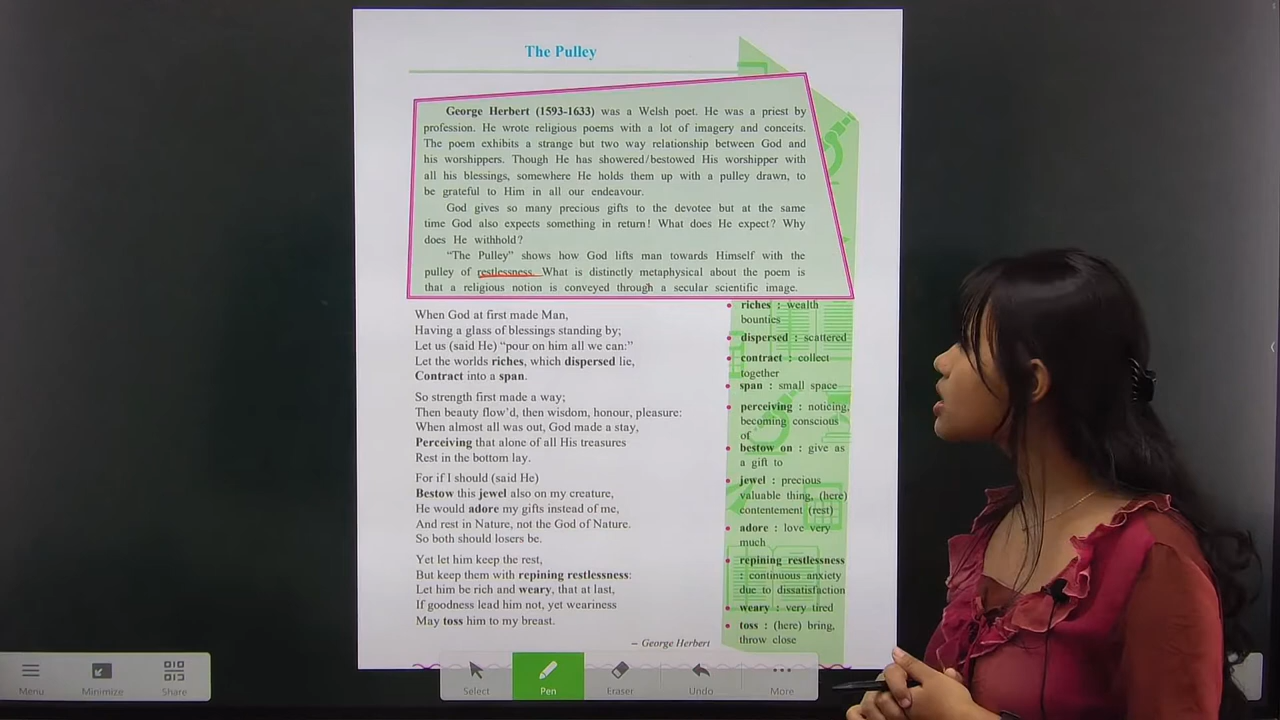 The Pulley
George Herbert (1593-1633) was a Welsh poet. He was a priest by
profession. He wrote religious poems with a lot of imagery and conceits.
The poem exhibits a strange but two way relationship between God and
his worshippers. Though He has showered/bestowed His worshipper with
all his blessings, somewhere He holds them up with a pulley drawn, to
be grateful to Him in all our endeavour.
God gives so many precious gifts to the devotee but at the same
time God also expects something in return! What does He expect? Why
does He withhold?
“The Pulley” shows how God lifts man towards Himself with the
pulley of restlessness. What is distinctly metaphysical about the poem is
that a religious notion is conveyed through a secular scientific image.
When God at first made Man,
Having a glass of blessings standing by;
Let us (said He) “pour on him all we can:”
Let the worlds riches, which dispersed lie,
Contract into a span.
So strength first made a way;
Then beauty flow’d, then wisdom, honour, pleasure:
When almost all was out, God made a stay,
Perceiving that alone of all His treasures
Rest in the bottom lay.
For if I should (said He)
Bestow this jewel also on my creature,
He would adore my gifts instead of me,
And rest in Nature, not the God of Nature.
So both should losers be.
Yet let him keep the rest,
But keep them with repining restlessness:
Let him be rich and weary, that at last,
If goodness lead him not, yet weariness
May toss him to my breast.
– George Herbert
riches : wealth
bounties
dispersed : scattered
contract : collect
together
span : small space
perceiving : noticing,
becoming conscious
of
bestow on : give as
a gift to
jewel : precious
valuable thing, (here)
contentement (rest)
adore : love very
much
repining restlessness
: continuous anxiety
due to dissatisfaction
weary : very tired
toss : (here) bring,
throw close
Menu
Minimize
Share
Select
Pen
Eraser
Undo
More